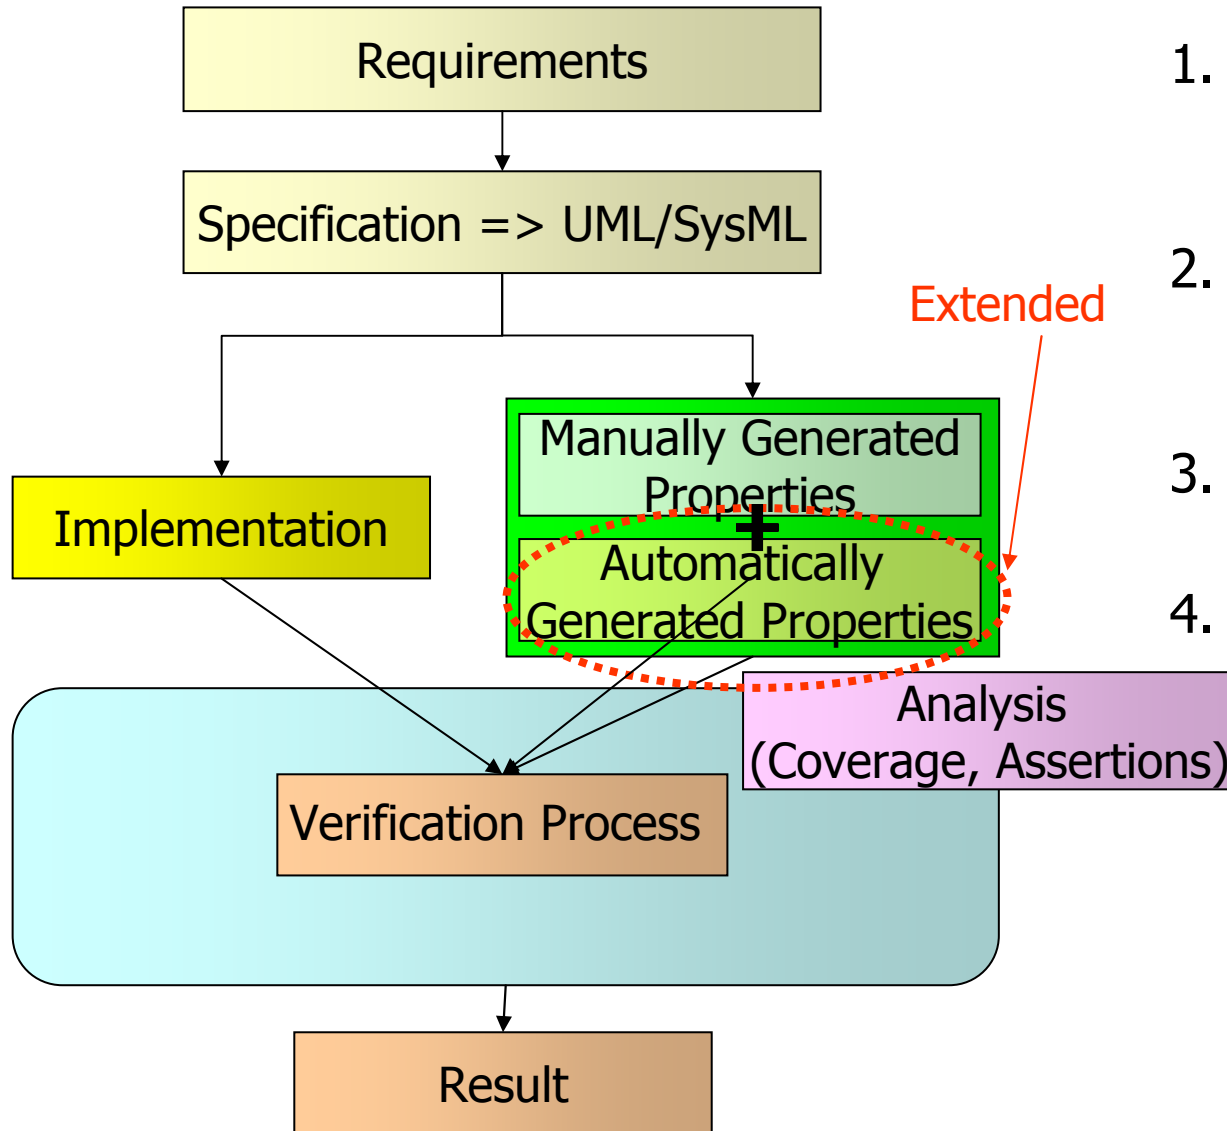 Requirements
1.
Specification => UML/SysML
2.
Extended
Manually Generated
Properties
3.
+
Implementation
Automatically
Generated Properties
4.
Analysis
(Coverage, Assertions)
Verification Process
Result